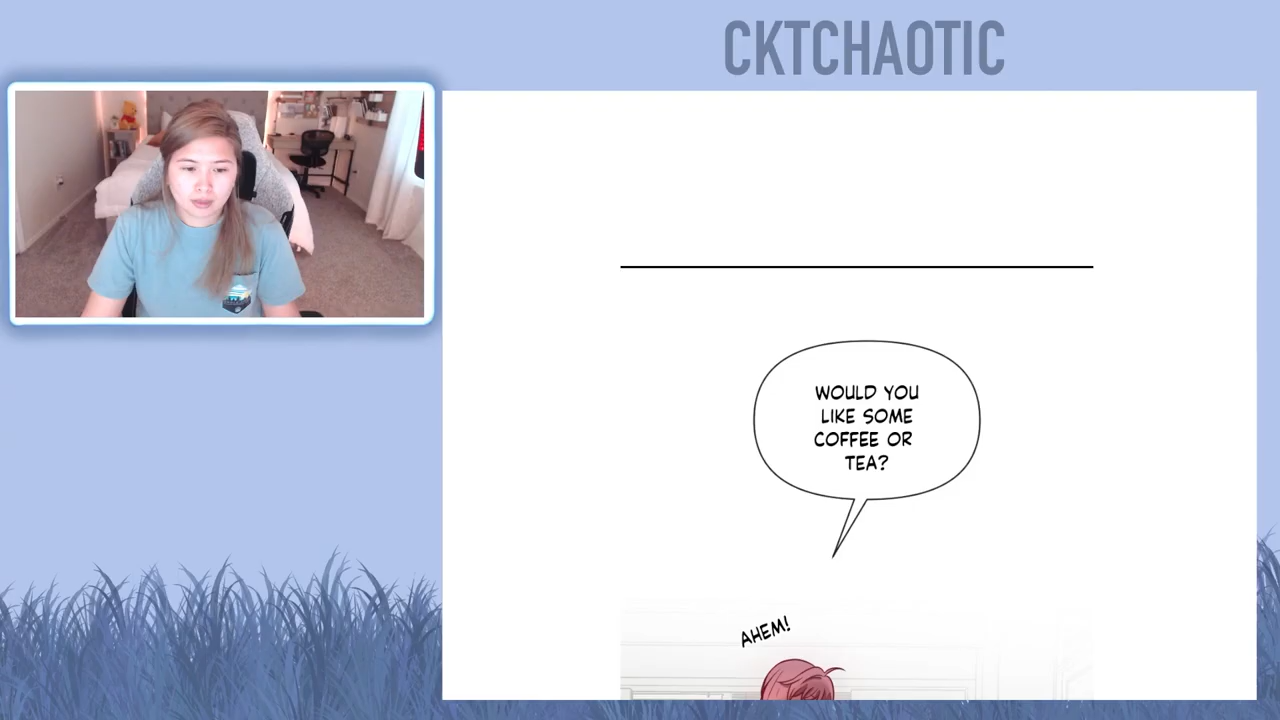 CKTCHAOTIC
WOULD YOU
LIKE SOME
COFFEE OR
TEA?
AHEM!